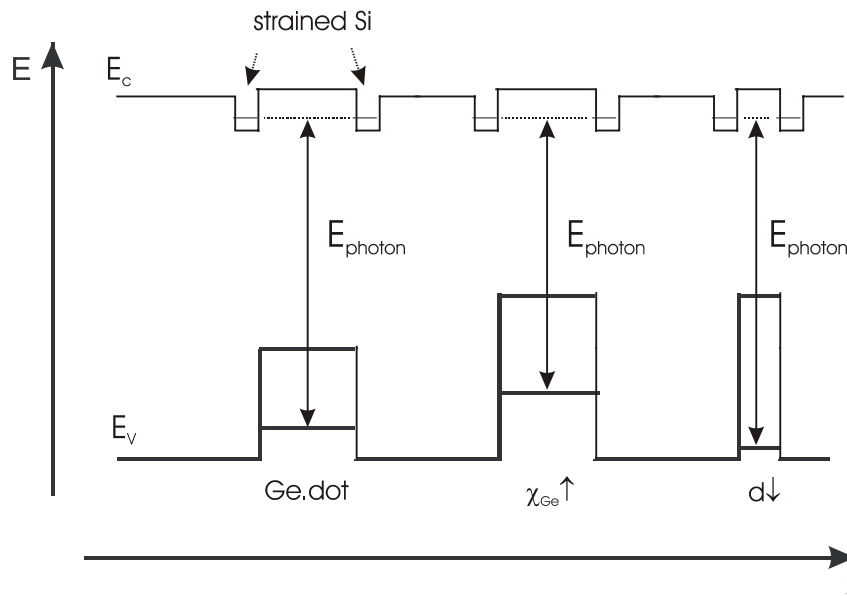 strained Si
E
E_c
E_photon
E_photon
E_photon
E_v
Ge.dot
χ_Ge↑
d↓